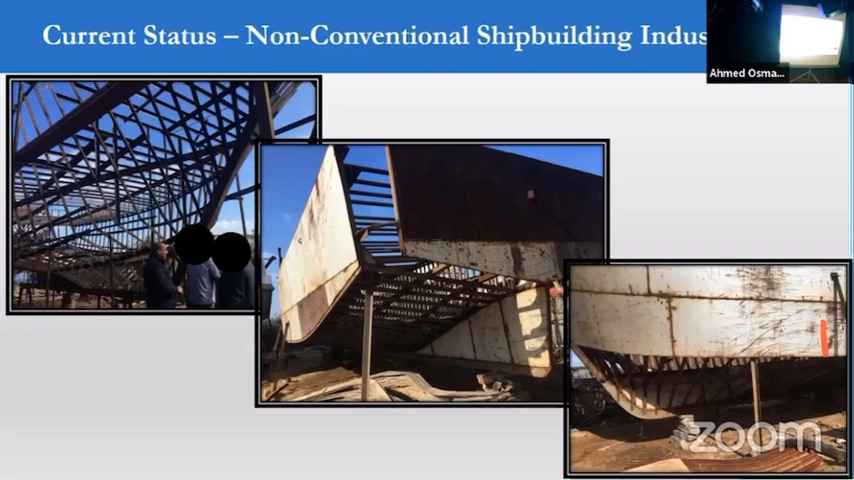 Current Status – Non-Conventional Shipbuilding Indus
Ahmed Osma...
zoom